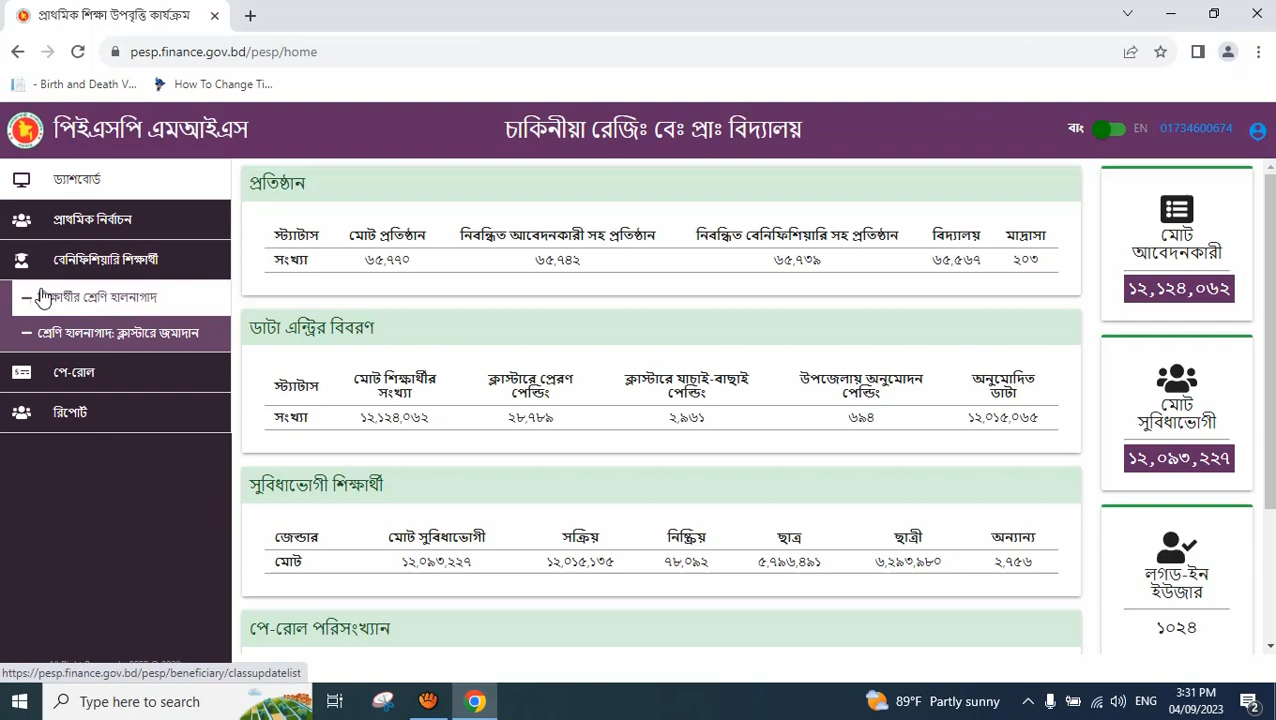 প্রাথমিক শিক্ষা উপবৃত্তি কার্যক্রম
pesp.finance.gov.bd/pesp/home
- Birth and Death V...
How To Change Ti...
পিইএসপি এমআইএস
চাকিনীয়া রেজিঃ বেঃ প্রাঃ বিদ্যালয়
বাং EN 01734600674
ড্যাশবোর্ড
প্রাথমিক নির্বাচন
বেনিফিশিয়ারি শিক্ষার্থী
শ্রেণি হালনাগাদ
শ্রেণি হালনাগাদ: ক্লাস্টারে জমাদান
পে-রোল
রিপোর্ট
প্রতিষ্ঠান
স্ট্যাটাস মোট প্রতিষ্ঠান নিবন্ধিত আবেদনকারী সহ প্রতিষ্ঠান নিবন্ধিত বেনিফিশিয়ারি সহ প্রতিষ্ঠান বিদ্যালয় মাদ্রাসা
সংখ্যা ৬৫,৭৭০ ৬৫,৭৪২ ৬৫,৭৩৯ ৬৫,৫৬৭ ২০৩
ডাটা এন্ট্রির বিবরণ
স্ট্যাটাস মোট শিক্ষার্থীর সংখ্যা ক্লাস্টারে প্রেরণ পেন্ডিং ক্লাস্টারে যাচাই-বাছাই পেন্ডিং উপজেলায় অনুমোদন পেন্ডিং অনুমোদিত ডাটা
সংখ্যা ১২,১২৪,০৬২ ২৮,৭৮৯ ২,৯৬১ ৬৯৪ ১২,০১৫,০৬৫
সুবিধাভোগী শিক্ষার্থী
জেন্ডার মোট সুবিধাভোগী সক্রিয় নিষ্ক্রিয় ছাত্র ছাত্রী অন্যান্য
মোট ১২,০৯৩,২২৭ ১২,০১৫,১৩৫ ৭৮,০৯২ ৫,৭৯৬,৪৯১ ৬,২৯৩,৯৮০ ২,৭৫৬
পে-রোল পরিসংখ্যান
মোট
আবেদনকারী
১২,১২৪,০৬২
মোট
সুবিধাভোগী
১২,০৯৩,২২৭
লগড-ইন
ইউজার
১০২৪
https://pesp.finance.gov.bd/pesp/beneficiary/classupdatelist
Type here to search
89°F Partly sunny
ENG
3:31 PM
04/09/2023
2